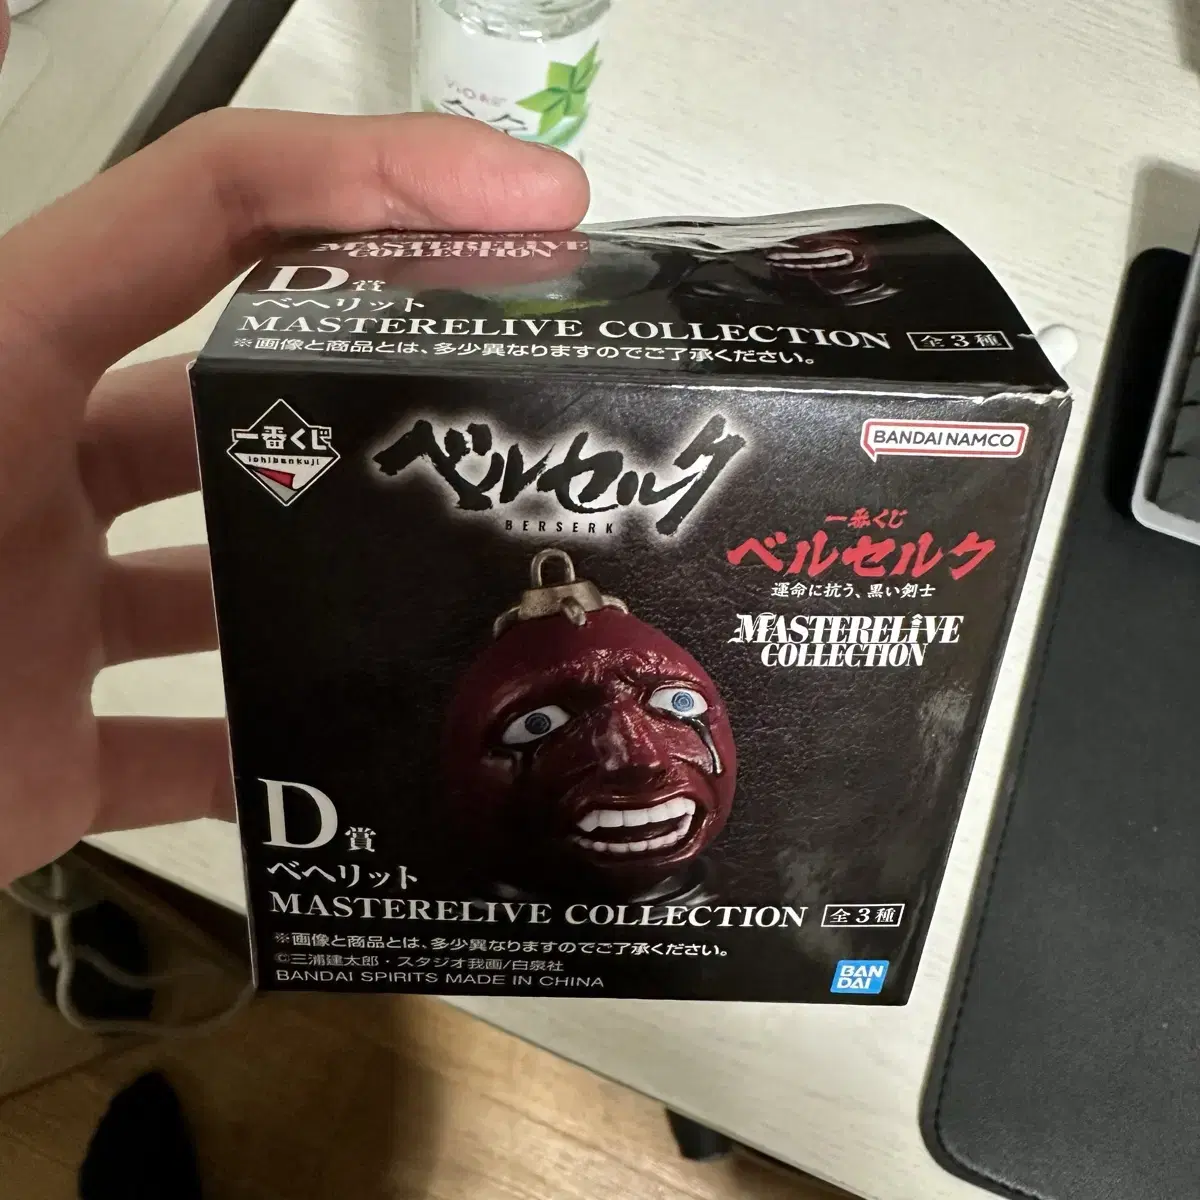 MASTERELIVE
COLLECTION
D賞
ベヘリット
MASTERELIVE COLLECTION 全3種
※画像と商品とは、多少異なりますのでご了承ください。
一番くじ
ichibankuji
ベルセルク
BERSERK
BANDAI NAMCO
一番くじ
ベルセルク
運命に抗う、黒い剣士
MASTERELIVE
COLLECTION
D賞
ベヘリット
MASTERELIVE COLLECTION 全3種
※画像と商品とは、多少異なりますのでご了承ください。
©三浦建太郎・スタジオ我画/白泉社
BANDAI SPIRITS MADE IN CHINA
BAN
DAI